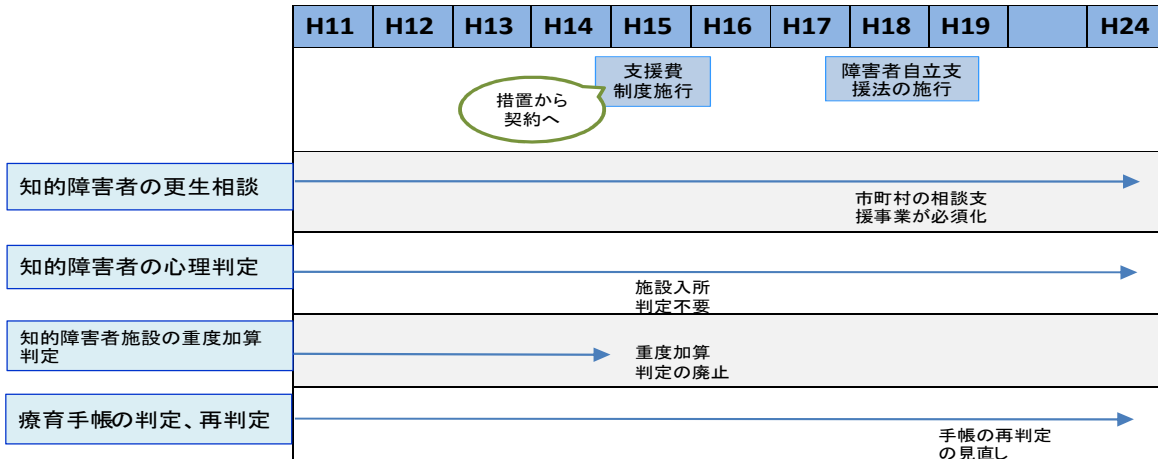 H11 H12 H13 H14 H15 H16 H17 H18 H19 H24
支援費
制度施行
障害者自立支
援法の施行
措置から
契約へ
知的障害者の更生相談
市町村の相談支
援事業が必須化
知的障害者の心理判定
施設入所
判定不要
知的障害者施設の重度加算
判定
重度加算
判定の廃止
療育手帳の判定、再判定
手帳の再判定
の見直し